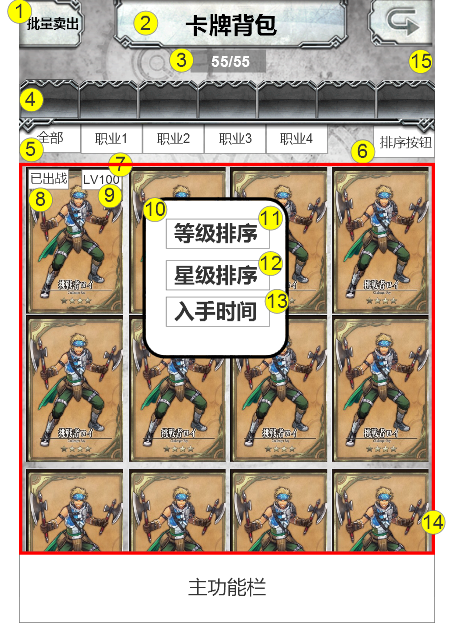 1
批量卖出
2
卡牌背包
3
55/55
15
4
5
全部
职业1
职业2
职业3
职业4
6
排序按钮
7
已出战
LV100
8
9
10
11
等级排序
12
星级排序
13
入手时间
14
主功能栏